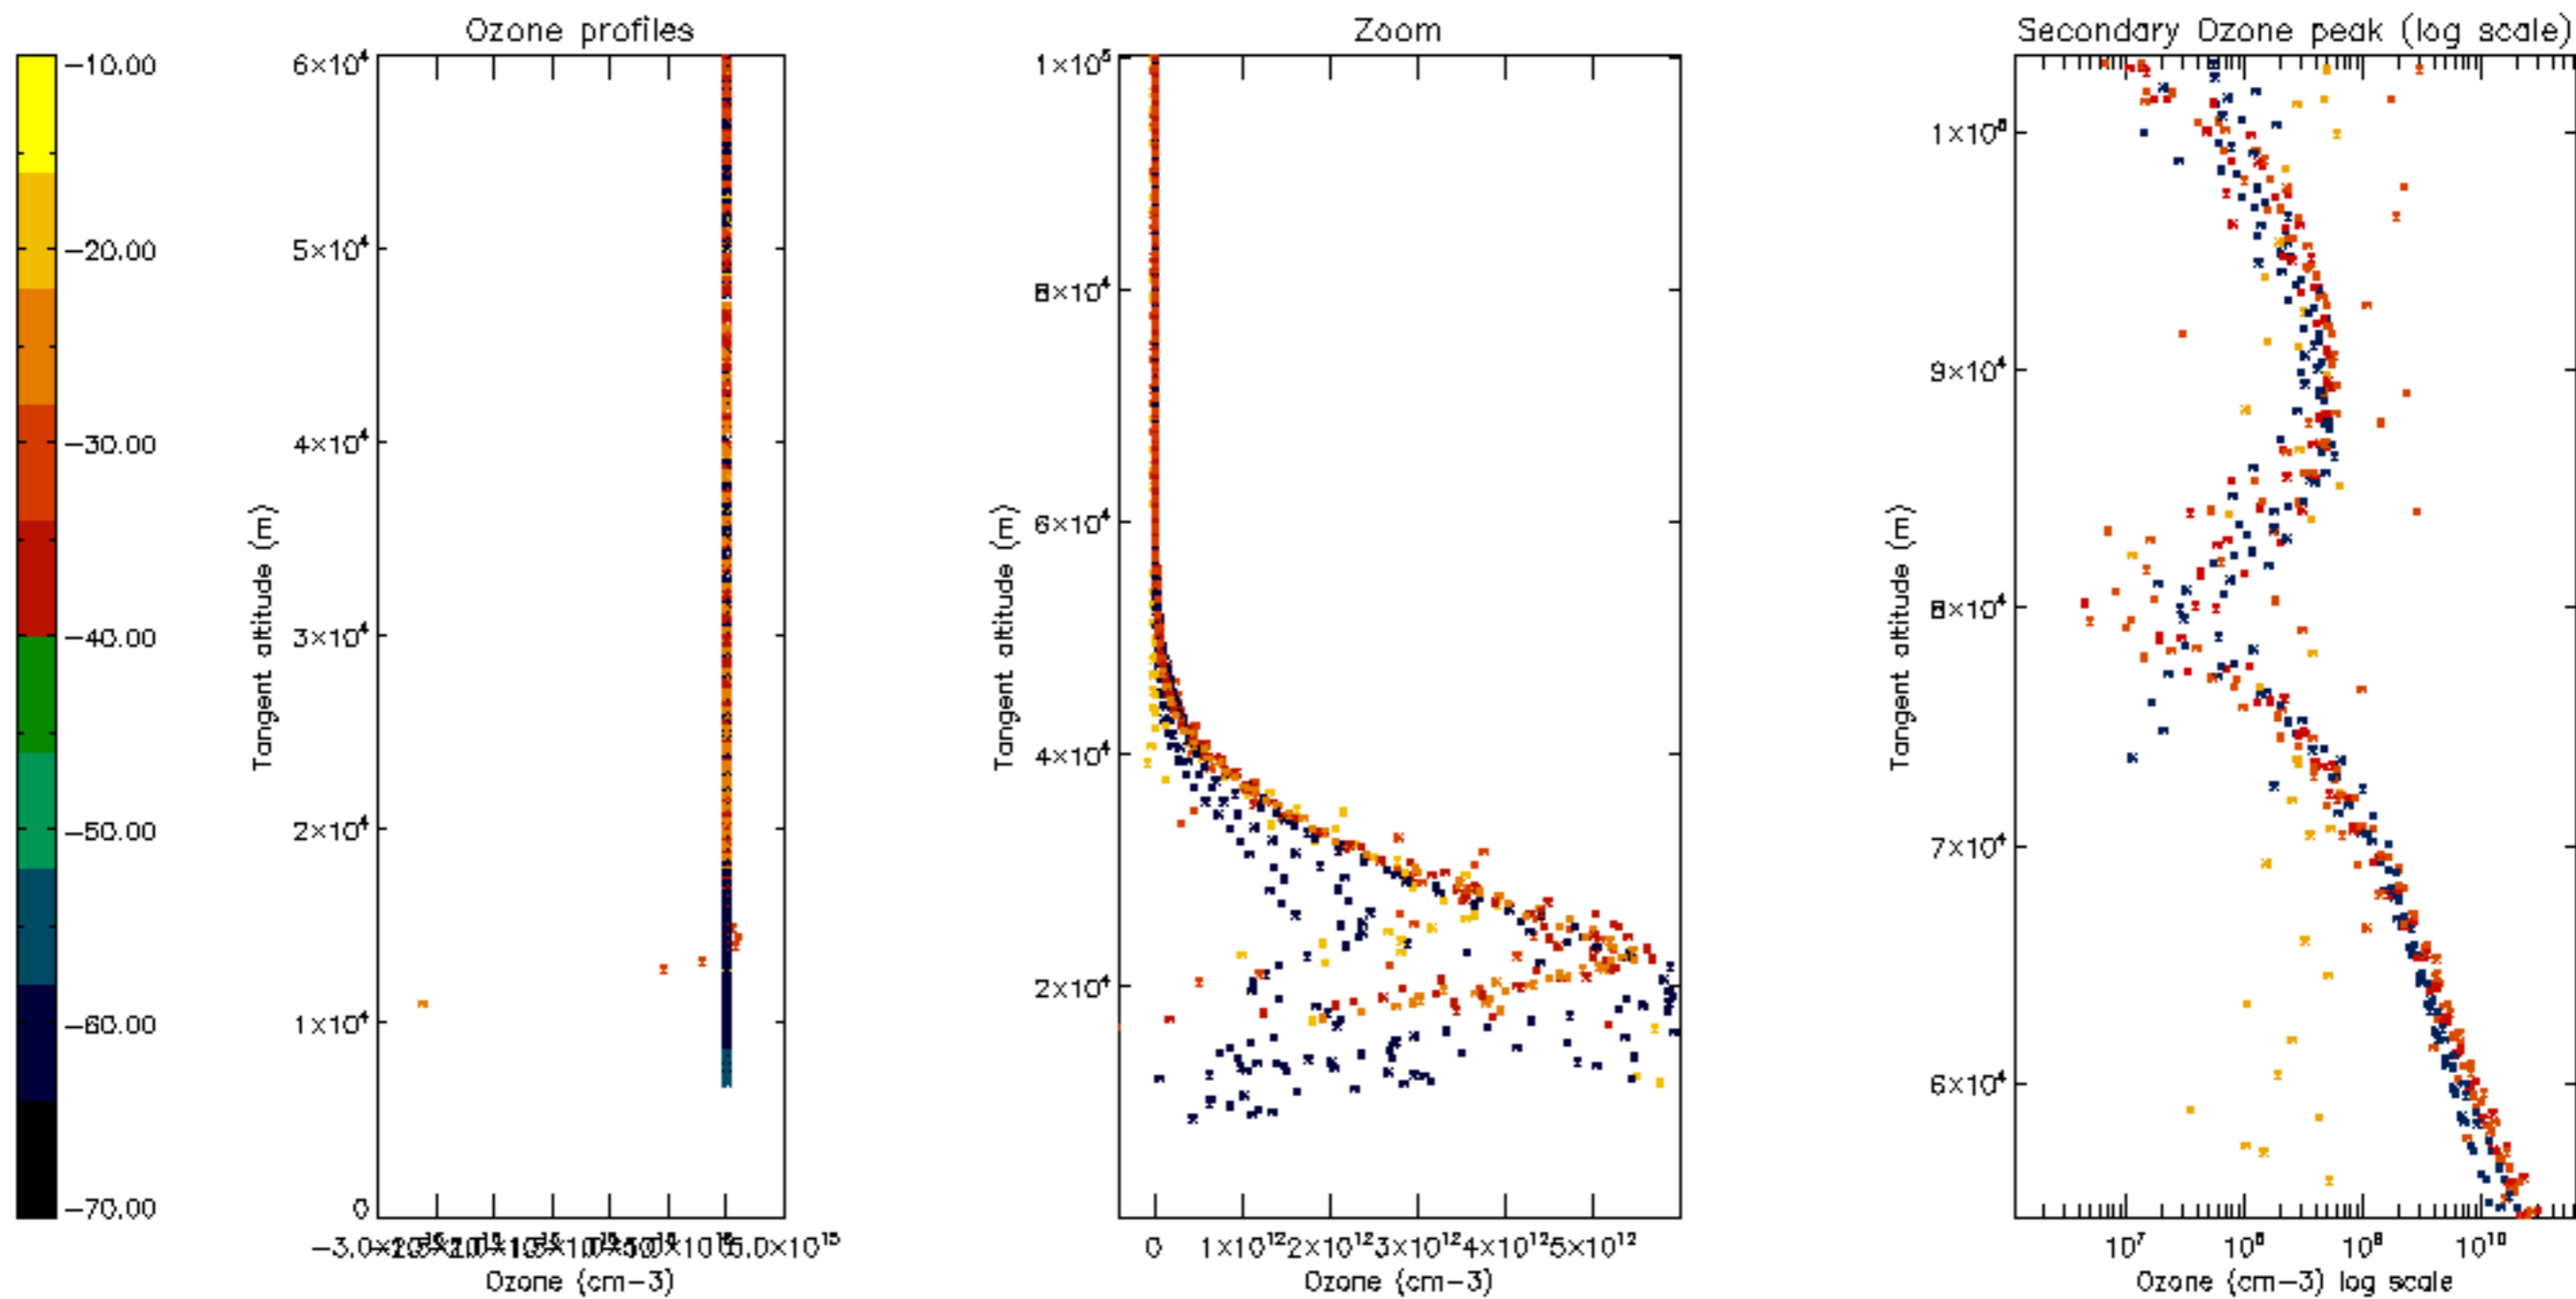 Ozone profiles
Zoom
Secondary Ozone peak (log scale)
−10.00
−20.00
−30.00
−40.00
−50.00
−60.00
−70.00
6×10⁴
5×10⁴
4×10⁴
3×10⁴
2×10⁴
1×10⁴
0
Tangent altitude (m)
5.0×10¹⁵
Ozone (cm−3)
1×10⁵
8×10⁴
6×10⁴
4×10⁴
2×10⁴
Tangent altitude (m)
0 1×10¹² 2×10¹² 3×10¹² 4×10¹² 5×10¹²
Ozone (cm−3)
1×10⁵
9×10⁴
8×10⁴
7×10⁴
6×10⁴
Tangent altitude (m)
10⁷ 10⁸ 10⁹ 10¹⁰
Ozone (cm−3) log scale